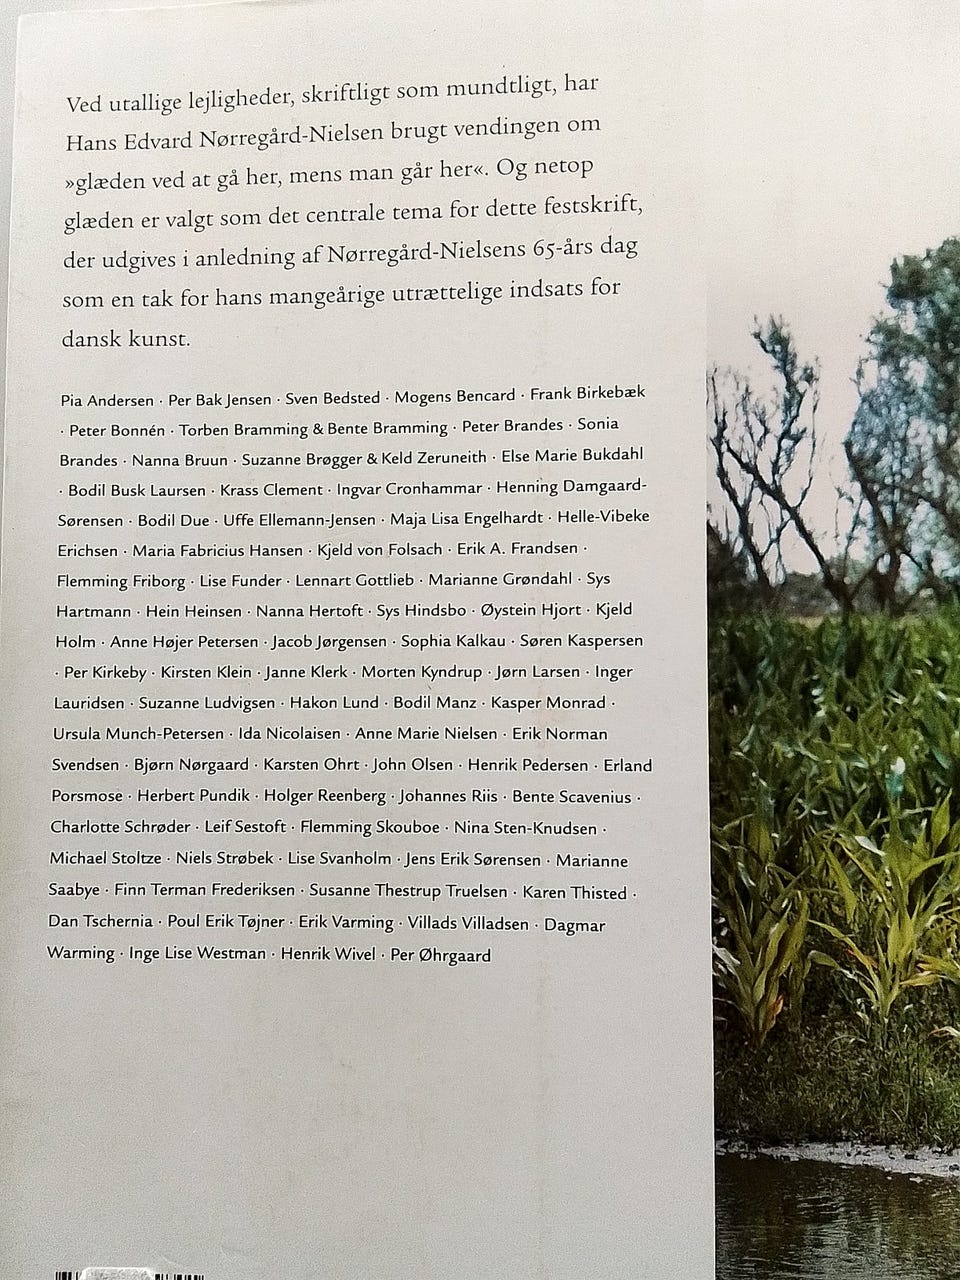 Ved utallige lejligheder, skriftligt som mundtligt, har
Hans Edvard Nørregård-Nielsen brugt vendingen om
»glæden ved at gå her, mens man går her«. Og netop
glæden er valgt som det centrale tema for dette festskrift,
der udgives i anledning af Nørregård-Nielsens 65-års dag
som en tak for hans mangeårige utrættelige indsats for
dansk kunst.
Pia Andersen · Per Bak Jensen · Sven Bedsted · Mogens Bencard · Frank Birkebæk
· Peter Bonnén · Torben Bramming & Bente Bramming · Peter Brandes · Sonia
Brandes · Nanna Bruun · Suzanne Brøgger & Keld Zeruneith · Else Marie Bukdahl
· Bodil Busk Laursen · Krass Clement · Ingvar Cronhammar · Henning Damgaard-
Sørensen · Bodil Due · Uffe Ellemann-Jensen · Maja Lisa Engelhardt · Helle-Vibeke
Erichsen · Maria Fabricius Hansen · Kjeld von Folsach · Erik A. Frandsen ·
Flemming Friborg · Lise Funder · Lennart Gottlieb · Marianne Grøndahl · Sys
Hartmann · Hein Heinsen · Nanna Hertoft · Sys Hindsbo · Øystein Hjort · Kjeld
Holm · Anne Højer Petersen · Jacob Jørgensen · Sophia Kalkau · Søren Kaspersen
· Per Kirkeby · Kirsten Klein · Janne Klerk · Morten Kyndrup · Jørn Larsen · Inger
Lauridsen · Suzanne Ludvigsen · Hakon Lund · Bodil Manz · Kasper Monrad ·
Ursula Munch-Petersen · Ida Nicolaisen · Anne Marie Nielsen · Erik Norman
Svendsen · Bjørn Nørgaard · Karsten Ohrt · John Olsen · Henrik Pedersen · Erland
Porsmose · Herbert Pundik · Holger Reenberg · Johannes Riis · Bente Scavenius ·
Charlotte Schrøder · Leif Sestoft · Flemming Skouboe · Nina Sten-Knudsen ·
Michael Stoltze · Niels Strøbek · Lise Svanholm · Jens Erik Sørensen · Marianne
Saabye · Finn Terman Frederiksen · Susanne Thestrup Truelsen · Karen Thisted ·
Dan Tschernia · Poul Erik Tøjner · Erik Varming · Villads Villadsen · Dagmar
Warming · Inge Lise Westman · Henrik Wivel · Per Øhrgaard